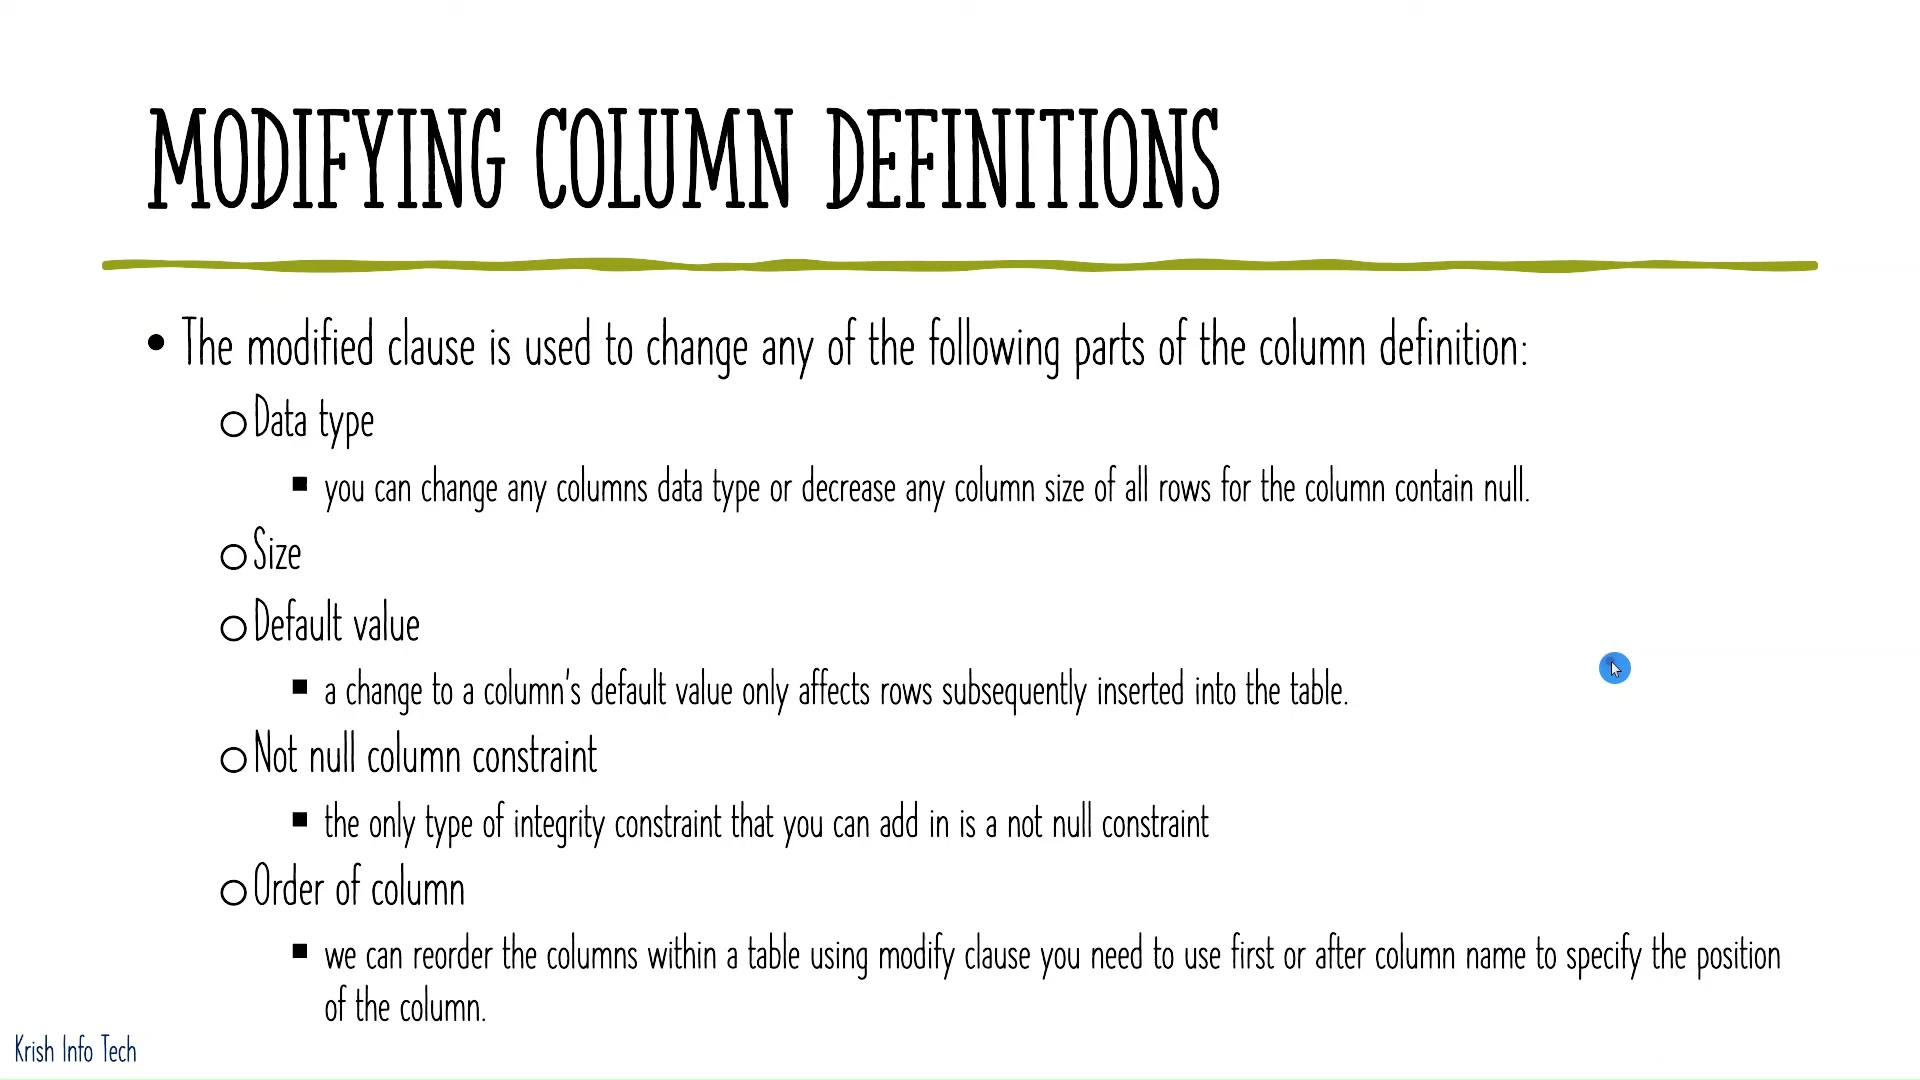 MODIFYING COLUMN DEFINITIONS
• The modified clause is used to change any of the following parts of the column definition:
o Data type
▪ you can change any columns data type or decrease any column size of all rows for the column contain null.
o Size
o Default value
▪ a change to a column's default value only affects rows subsequently inserted into the table.
o Not null column constraint
▪ the only type of integrity constraint that you can add in is a not null constraint
o Order of column
▪ we can reorder the columns within a table using modify clause you need to use first or after column name to specify the position
of the column.
Krish Info Tech